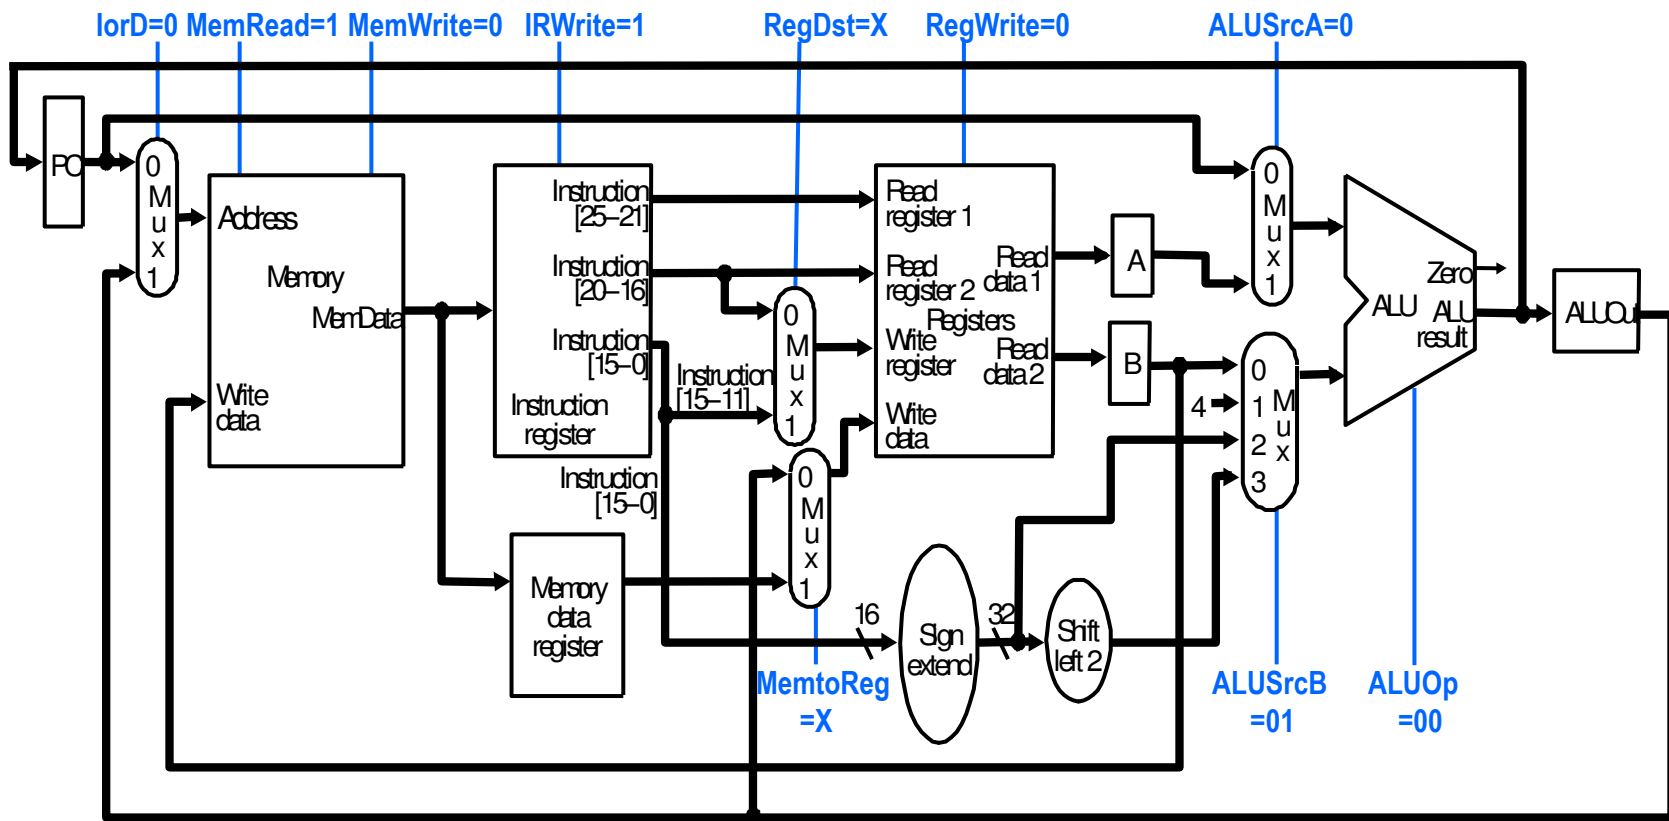 IorD=0 MemRead=1 MemWrite=0 IRWrite=1 RegDst=X RegWrite=0 ALUSrcA=0
PC
0
M
u
x
1
Address
Memory
MemData
Write
data
Instruction
[25–21]
Instruction
[20–16]
Instruction
[15–0]
Instruction
register
Instruction
[15–11]
Instruction
[15–0]
Memory
data
register
0
M
u
x
1
0
M
u
x
1
MemtoReg
=X
Read
register 1
Read
register 2
Write
register
Write
data
Registers
Read
data 1
Read
data 2
16
Sign
extend
32
Shift
left 2
A
B
4
0
M
u
x
1
0
1
2
3
M
u
x
ALUSrcB
=01
ALUOp
=00
Zero
ALU
ALU
result
ALUOut